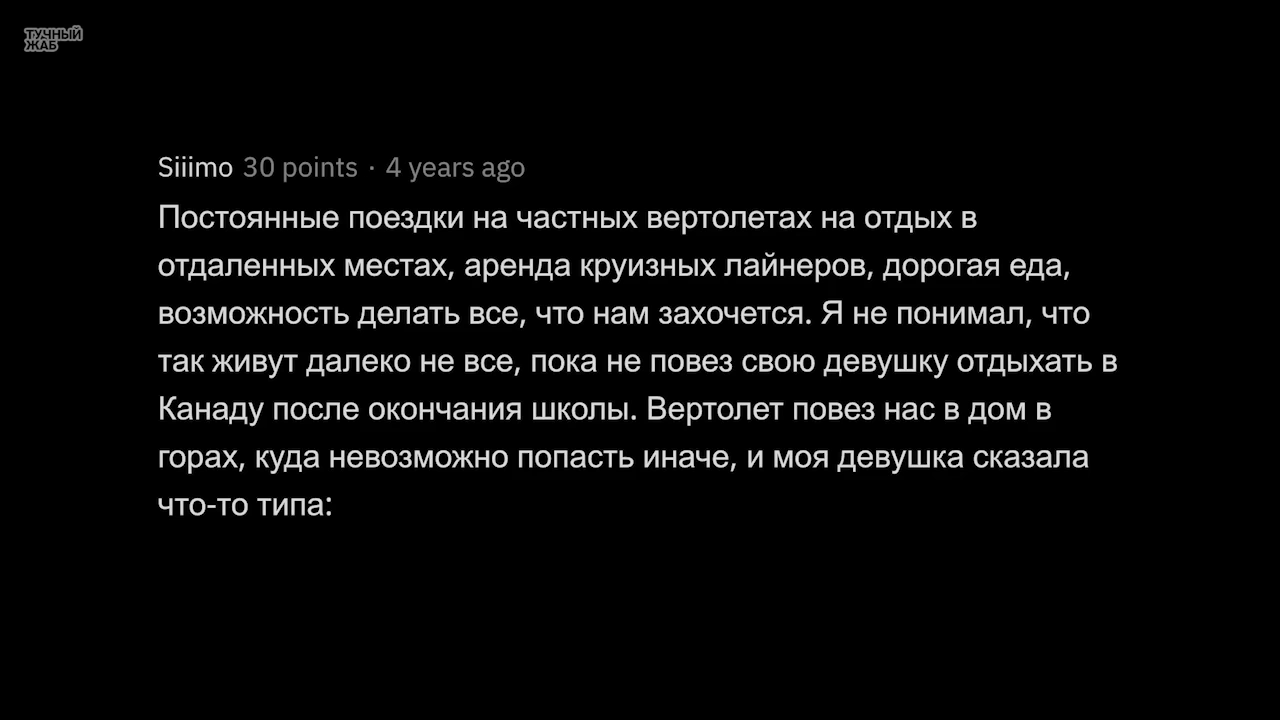 ТУЧНЫЙ
ЖАБ
Siiimo 30 points · 4 years ago
Постоянные поездки на частных вертолетах на отдых в
отдаленных местах, аренда круизных лайнеров, дорогая еда,
возможность делать все, что нам захочется. Я не понимал, что
так живут далеко не все, пока не повез свою девушку отдыхать в
Канаду после окончания школы. Вертолет повез нас в дом в
горах, куда невозможно попасть иначе, и моя девушка сказала
что-то типа: